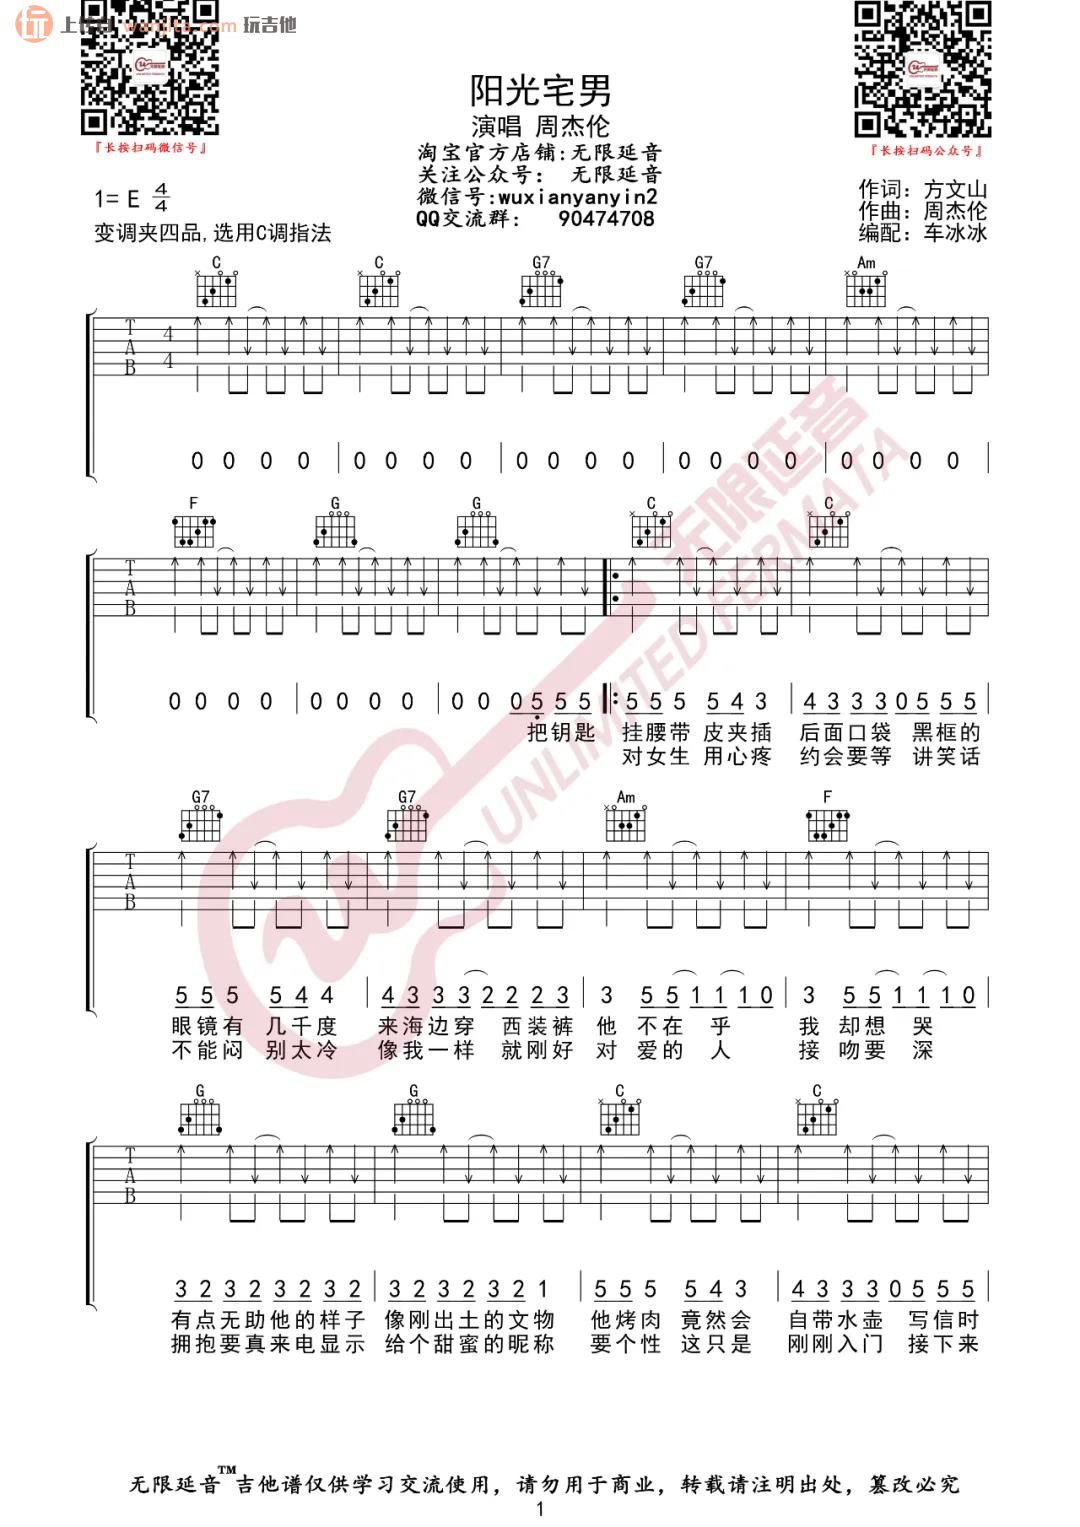 玩 上传自 wanjita.com 玩吉他
『长按扫码微信号』
『长按扫码公众号』
阳光宅男
演唱 周杰伦
淘宝官方店铺:无限延音
关注公众号： 无限延音
微信号:wuxianyanyin2
QQ交流群： 90474708
1= E 4/4
变调夹四品,选用C调指法
作词：方文山
作曲：周杰伦
编配：车冰冰
C C G7 G7 Am
T A B 4 4
0 0 0 0 | 0 0 0 0 | 0 0 0 0 | 0 0 0 0 | 0 0 0 0 |
F G G C C
T A B
0 0 0 0 | 0 0 0 0 | 0 0 0 5 5 5 |: 5 5 5 5 4 3 | 4 3 3 3 0 5 5 5 |
把钥匙 挂腰带 皮夹插 后面口袋 黑框的
对女生 用心疼 约会要等 讲笑话
G7 G7 Am F
T A B
5 5 5 5 4 4 | 4 3 3 3 2 2 2 3 | 3 5 5 1 1 1 0 | 3 5 5 1 1 1 0 |
眼镜有 几千度 来海边穿 西装裤 他 不在 乎 我 却想 哭
不能闷 别太冷 像我一样 就刚好 对 爱的 人 接 吻要 深
G G C C
T A B
3 2 3 2 3 2 3 2 | 3 2 3 2 3 2 1 | 5 5 5 5 4 3 | 4 3 3 3 0 5 5 5 |
有点无助他的样子 像刚出土的文物 他烤肉 竟然会 自带水壶 写信时
拥抱要真来电显示 给个甜蜜的昵称 要个性 这只是 刚刚入门 接下来
无限延音™吉他谱仅供学习交流使用，请勿用于商业，转载请注明出处，篡改必究
1
无限延音
UNLIMITED FERMATA